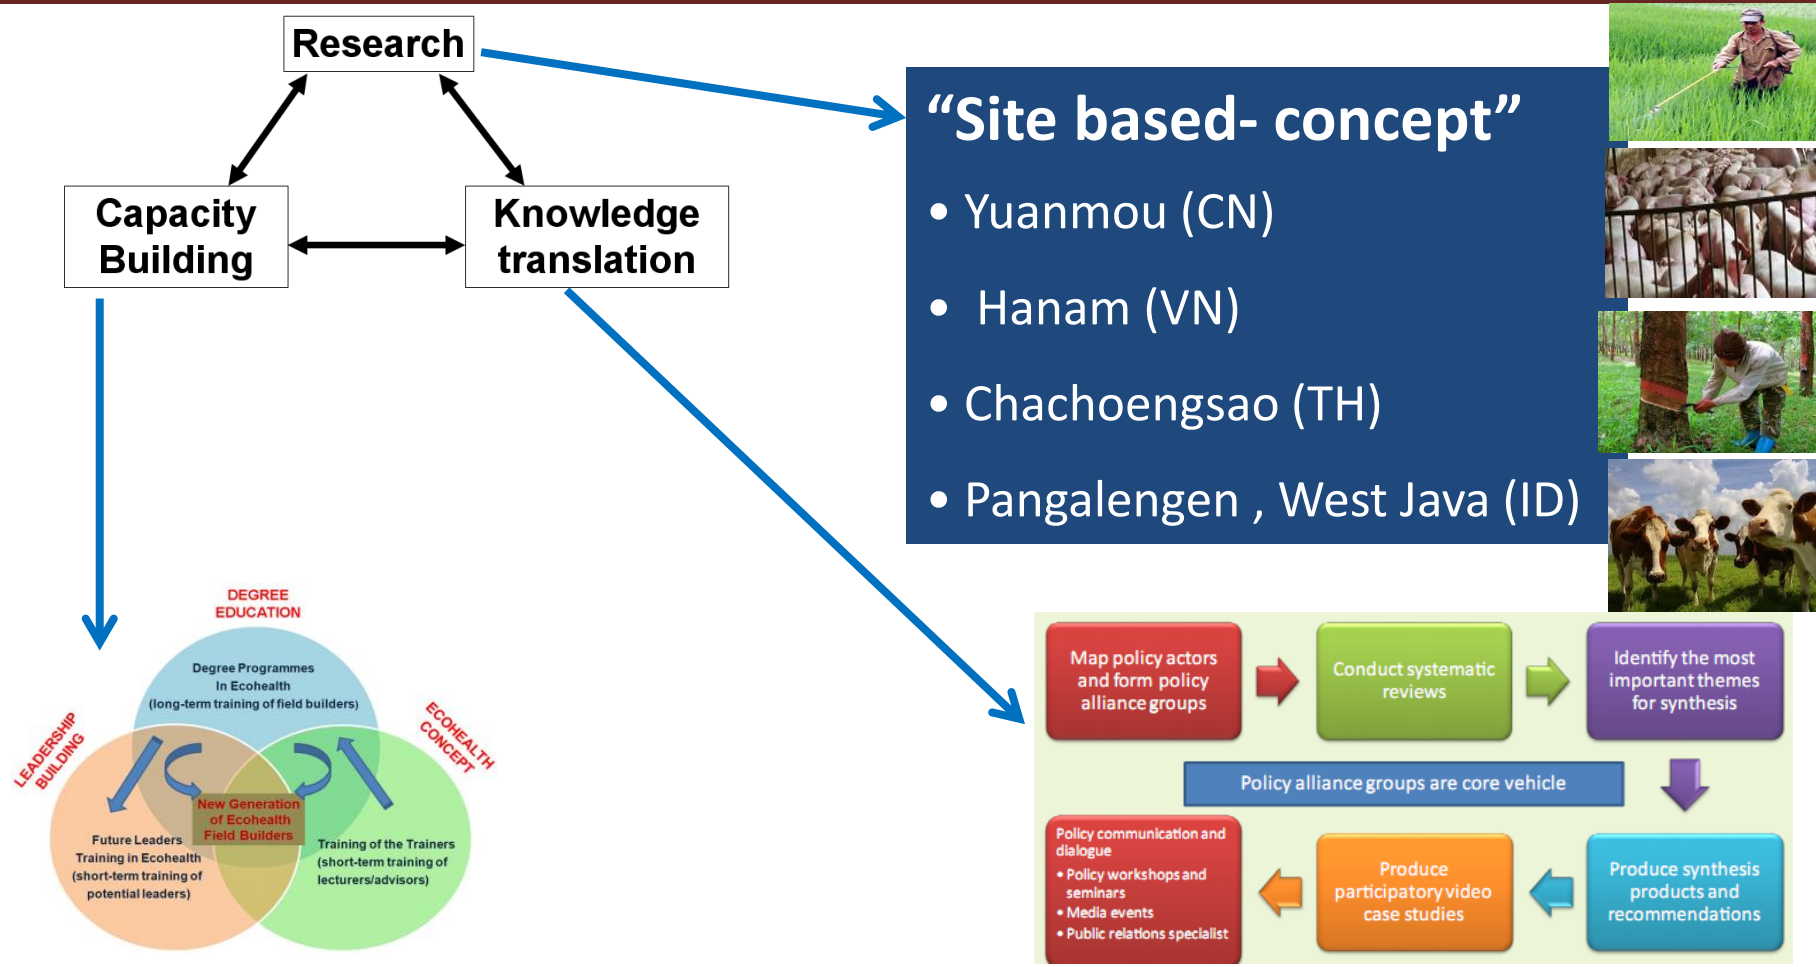 Research
Capacity
Building
Knowledge
translation
“Site based- concept”
• Yuanmou (CN)
• Hanam (VN)
• Chachoengsao (TH)
• Pangalengen , West Java (ID)
DEGREE
EDUCATION
Degree Programmes
In Ecohealth
(long-term training of field builders)
LEADERSHIP
BUILDING
ECOHEALTH
CONCEPT
New Generation
of Ecohealth
Field Builders
Future Leaders
Training in Ecohealth
(short-term training of
potential leaders)
Training of the Trainers
(short-term training of
lecturers/advisors)
Map policy actors
and form policy
alliance groups
Conduct systematic
reviews
Identify the most
important themes
for synthesis
Policy alliance groups are core vehicle
Policy communication and
dialogue
• Policy workshops and
seminars
• Media events
• Public relations specialist
Produce
participatory video
case studies
Produce synthesis
products and
recommendations